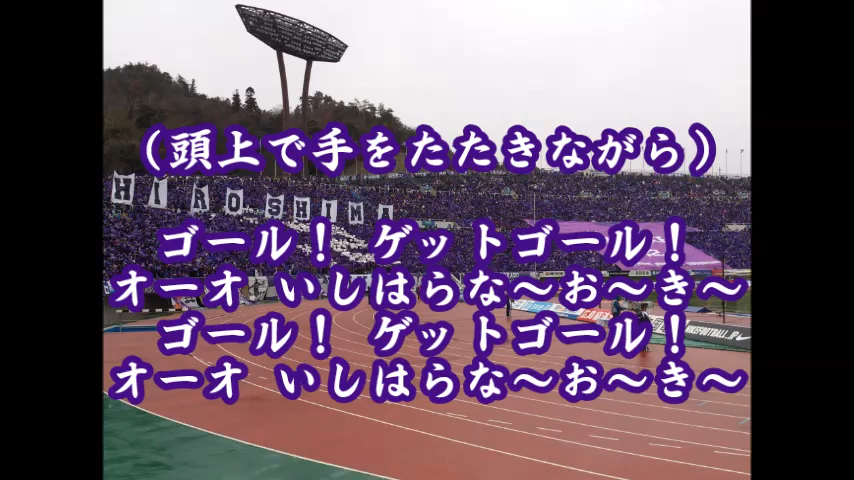 （頭上で手をたたきながら）
HIROSHIMA
ゴール！ ゲットゴール！
オーオ いしはらな～お～き～
ゴール！ ゲットゴール！
NIKEFOOTBALL.JP
オーオ いしはらな～お～き～